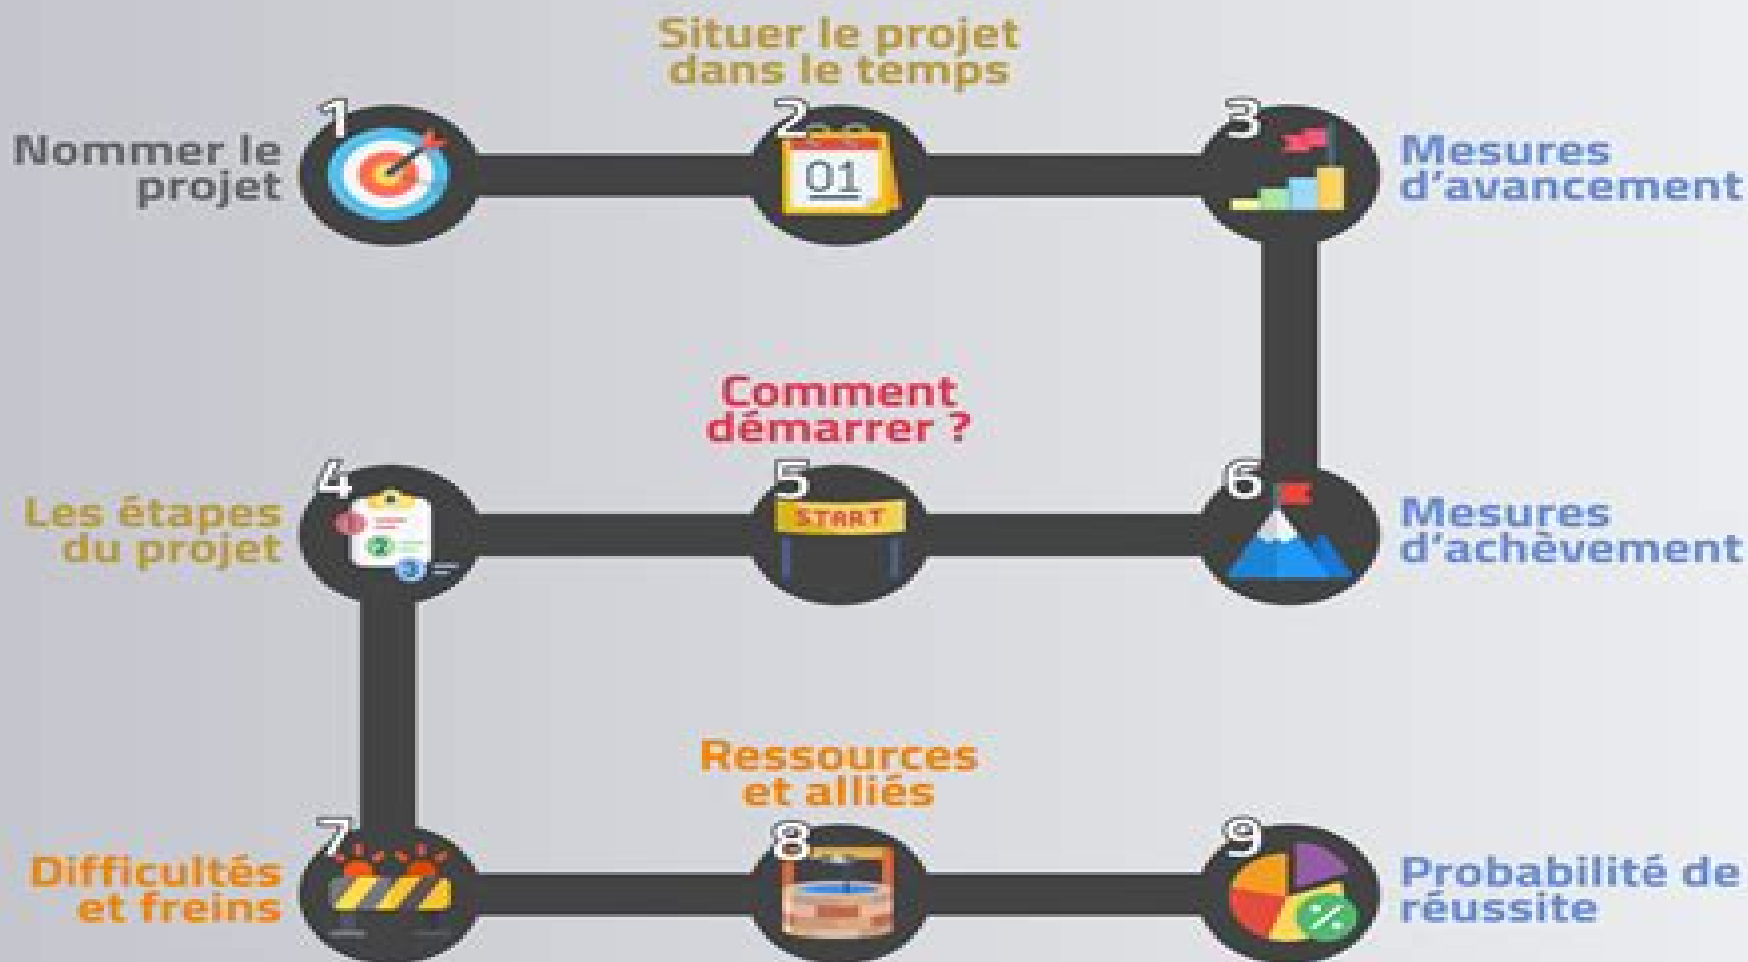 Situer le projet
dans le temps
1
2
3
Nommer le
projet
01
Mesures
d'avancement
Comment
démarrer ?
4
5
6
Les étapes
du projet
2
3
START
Mesures
d'achèvement
Ressources
et alliés
7
8
9
Difficultés
et freins
%
Probabilité de
réussite